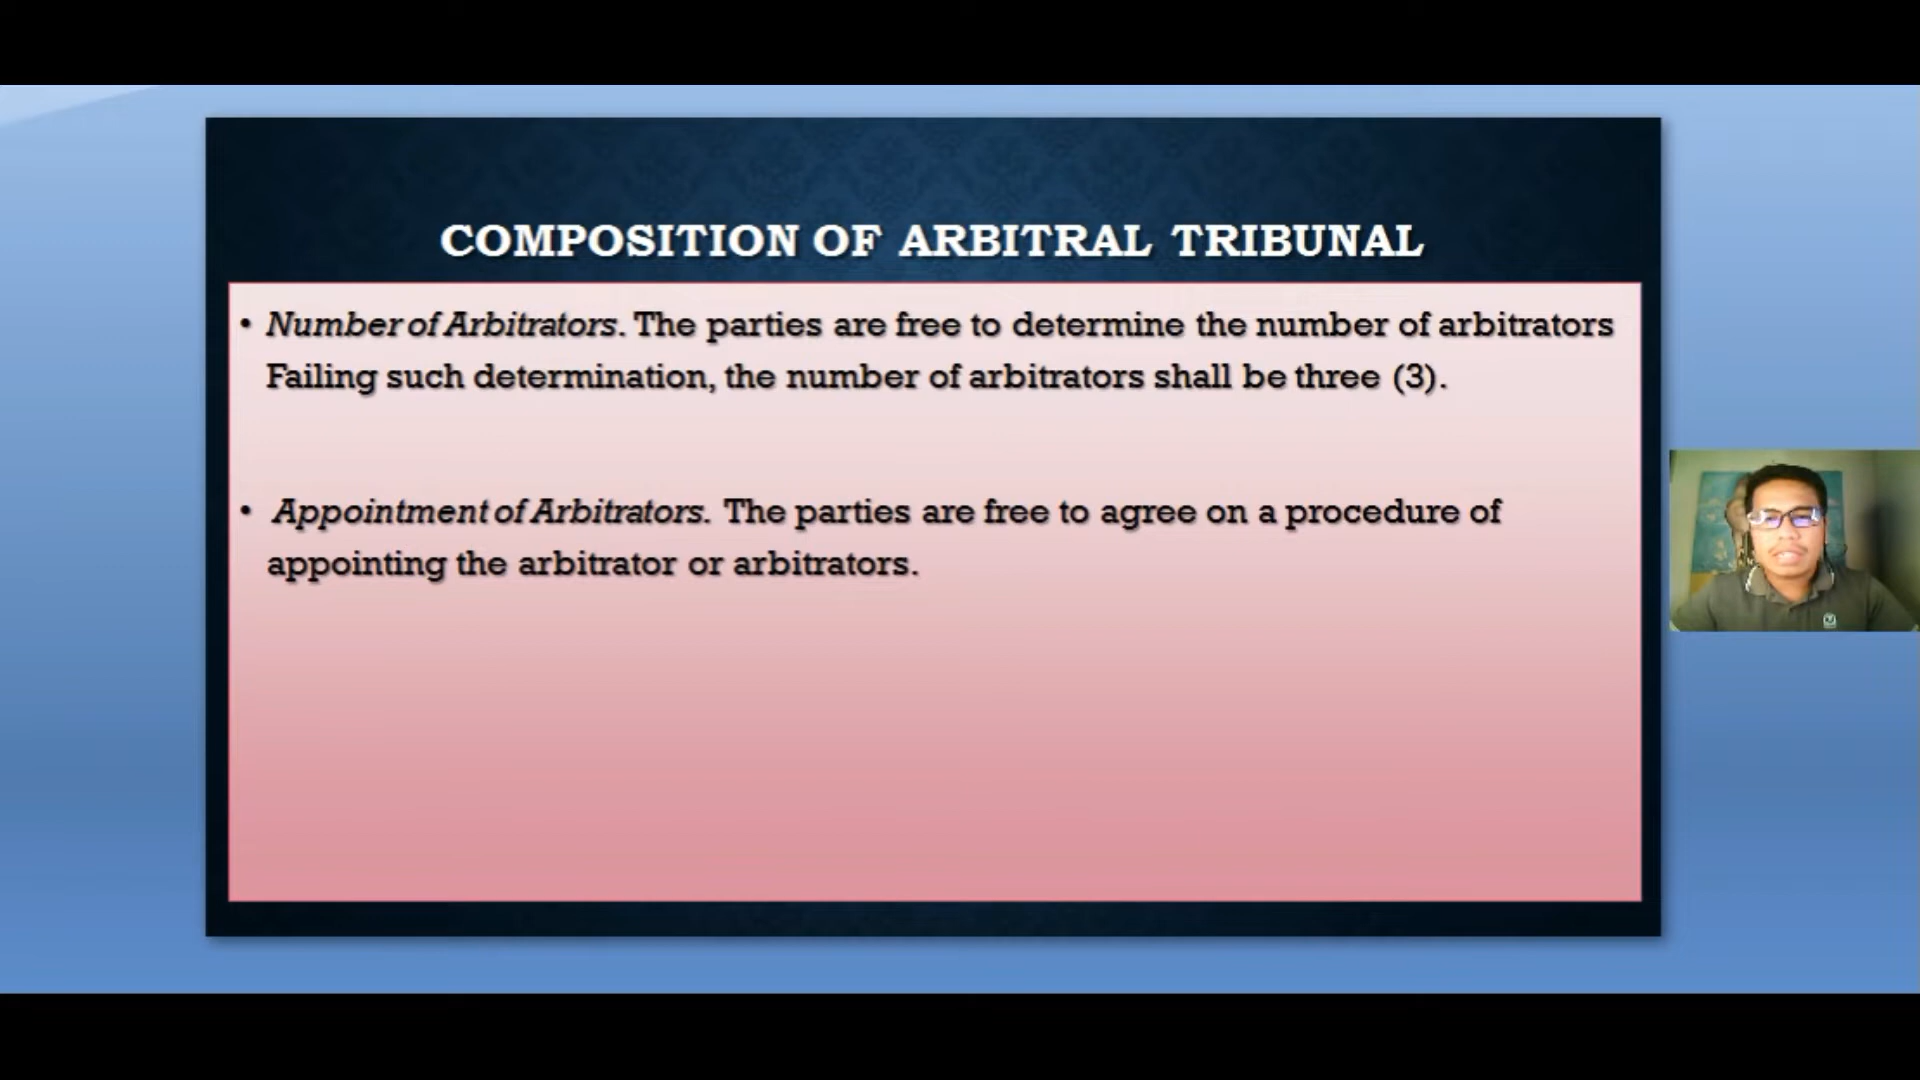 COMPOSITION OF ARBITRAL TRIBUNAL
• Number of Arbitrators. The parties are free to determine the number of arbitrators
Failing such determination, the number of arbitrators shall be three (3).
• Appointment of Arbitrators. The parties are free to agree on a procedure of
appointing the arbitrator or arbitrators.